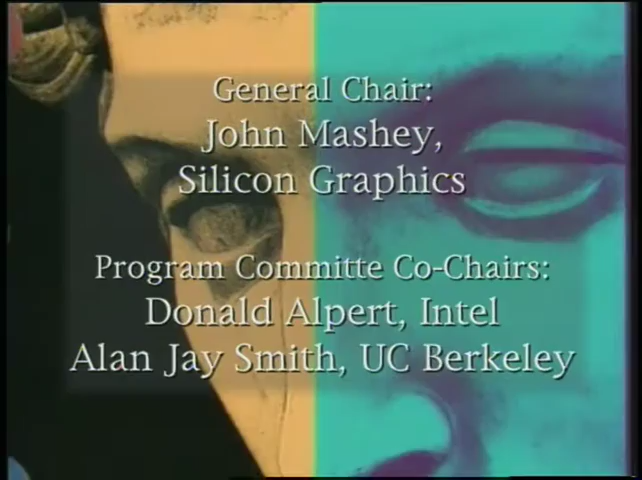 General Chair:
John Mashey,
Silicon Graphics
Program Committe Co-Chairs:
Donald Alpert, Intel
Alan Jay Smith, UC Berkeley